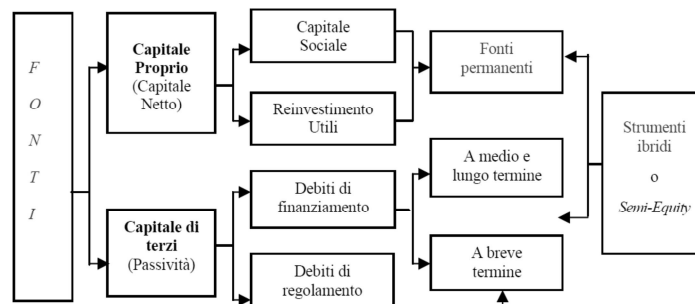 F
O
N
T
I
Capitale
Proprio
(Capitale
Netto)
Capitale di
terzi
(Passività)
Capitale
Sociale
Reinvestimento
Utili
Debiti di
finanziamento
Debiti di
regolamento
Fonti
permanenti
A medio e
lungo termine
A breve
termine
Strumenti
ibridi
o
Semi-Equity